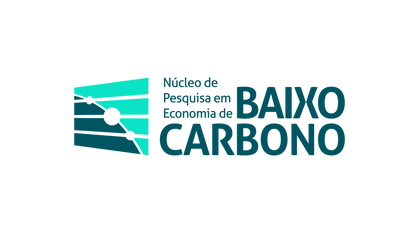 Núcleo de
Pesquisa em
Economia de BAIXO
CARBONO